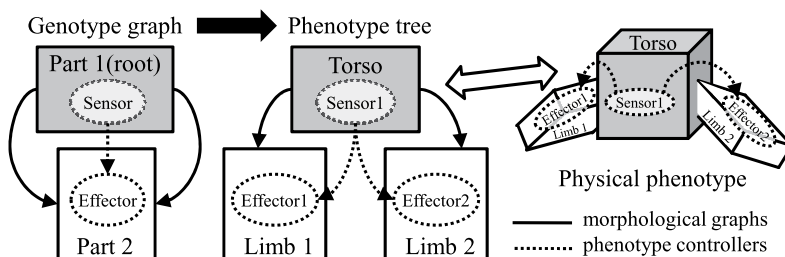 Genotype graph
Phenotype tree
Part 1(root)
Sensor
Effector
Part 2
Torso
Sensor1
Effector1
Effector2
Limb 1
Limb 2
Torso
Effector1
Sensor1
Effector2
Limb 1
Limb 2
Physical phenotype
morphological graphs
phenotype controllers